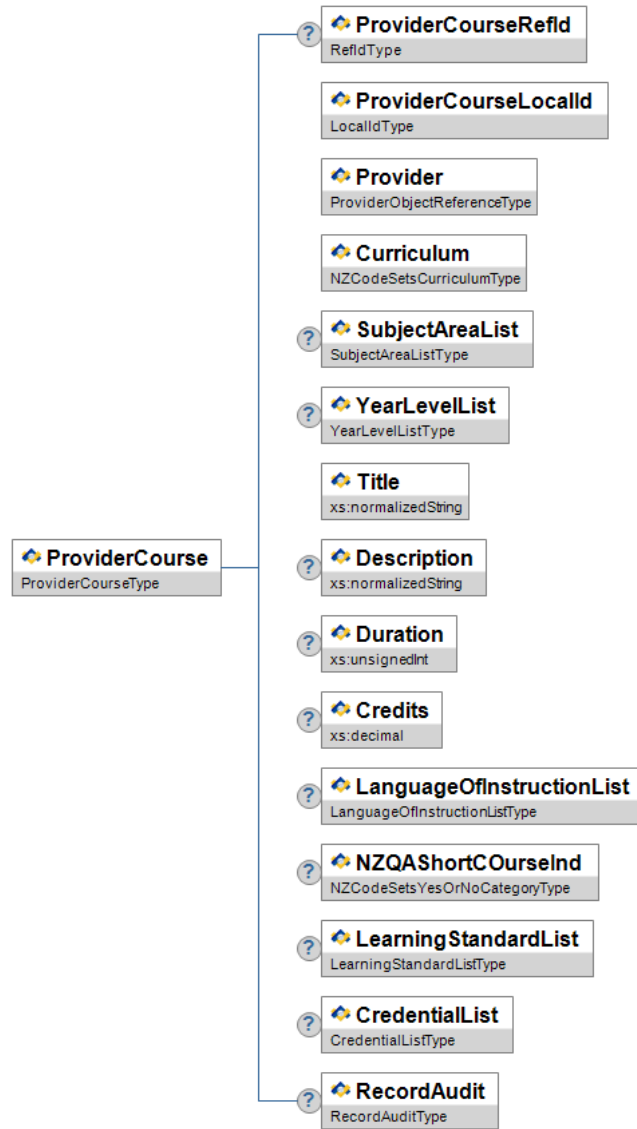 ?
ProviderCourseRefId
RefIdType
ProviderCourseLocalId
LocalIdType
Provider
ProviderObjectReferenceType
Curriculum
NZCodeSetsCurriculumType
?
SubjectAreaList
SubjectAreaListType
?
YearLevelList
YearLevelListType
Title
xs:normalizedString
ProviderCourse
ProviderCourseType
?
Description
xs:normalizedString
?
Duration
xs:unsignedInt
?
Credits
xs:decimal
?
LanguageOfInstructionList
LanguageOfInstructionListType
?
NZQAShortCOurseInd
NZCodeSetsYesOrNoCategoryType
?
LearningStandardList
LearningStandardListType
?
CredentialList
CredentialListType
?
RecordAudit
RecordAuditType